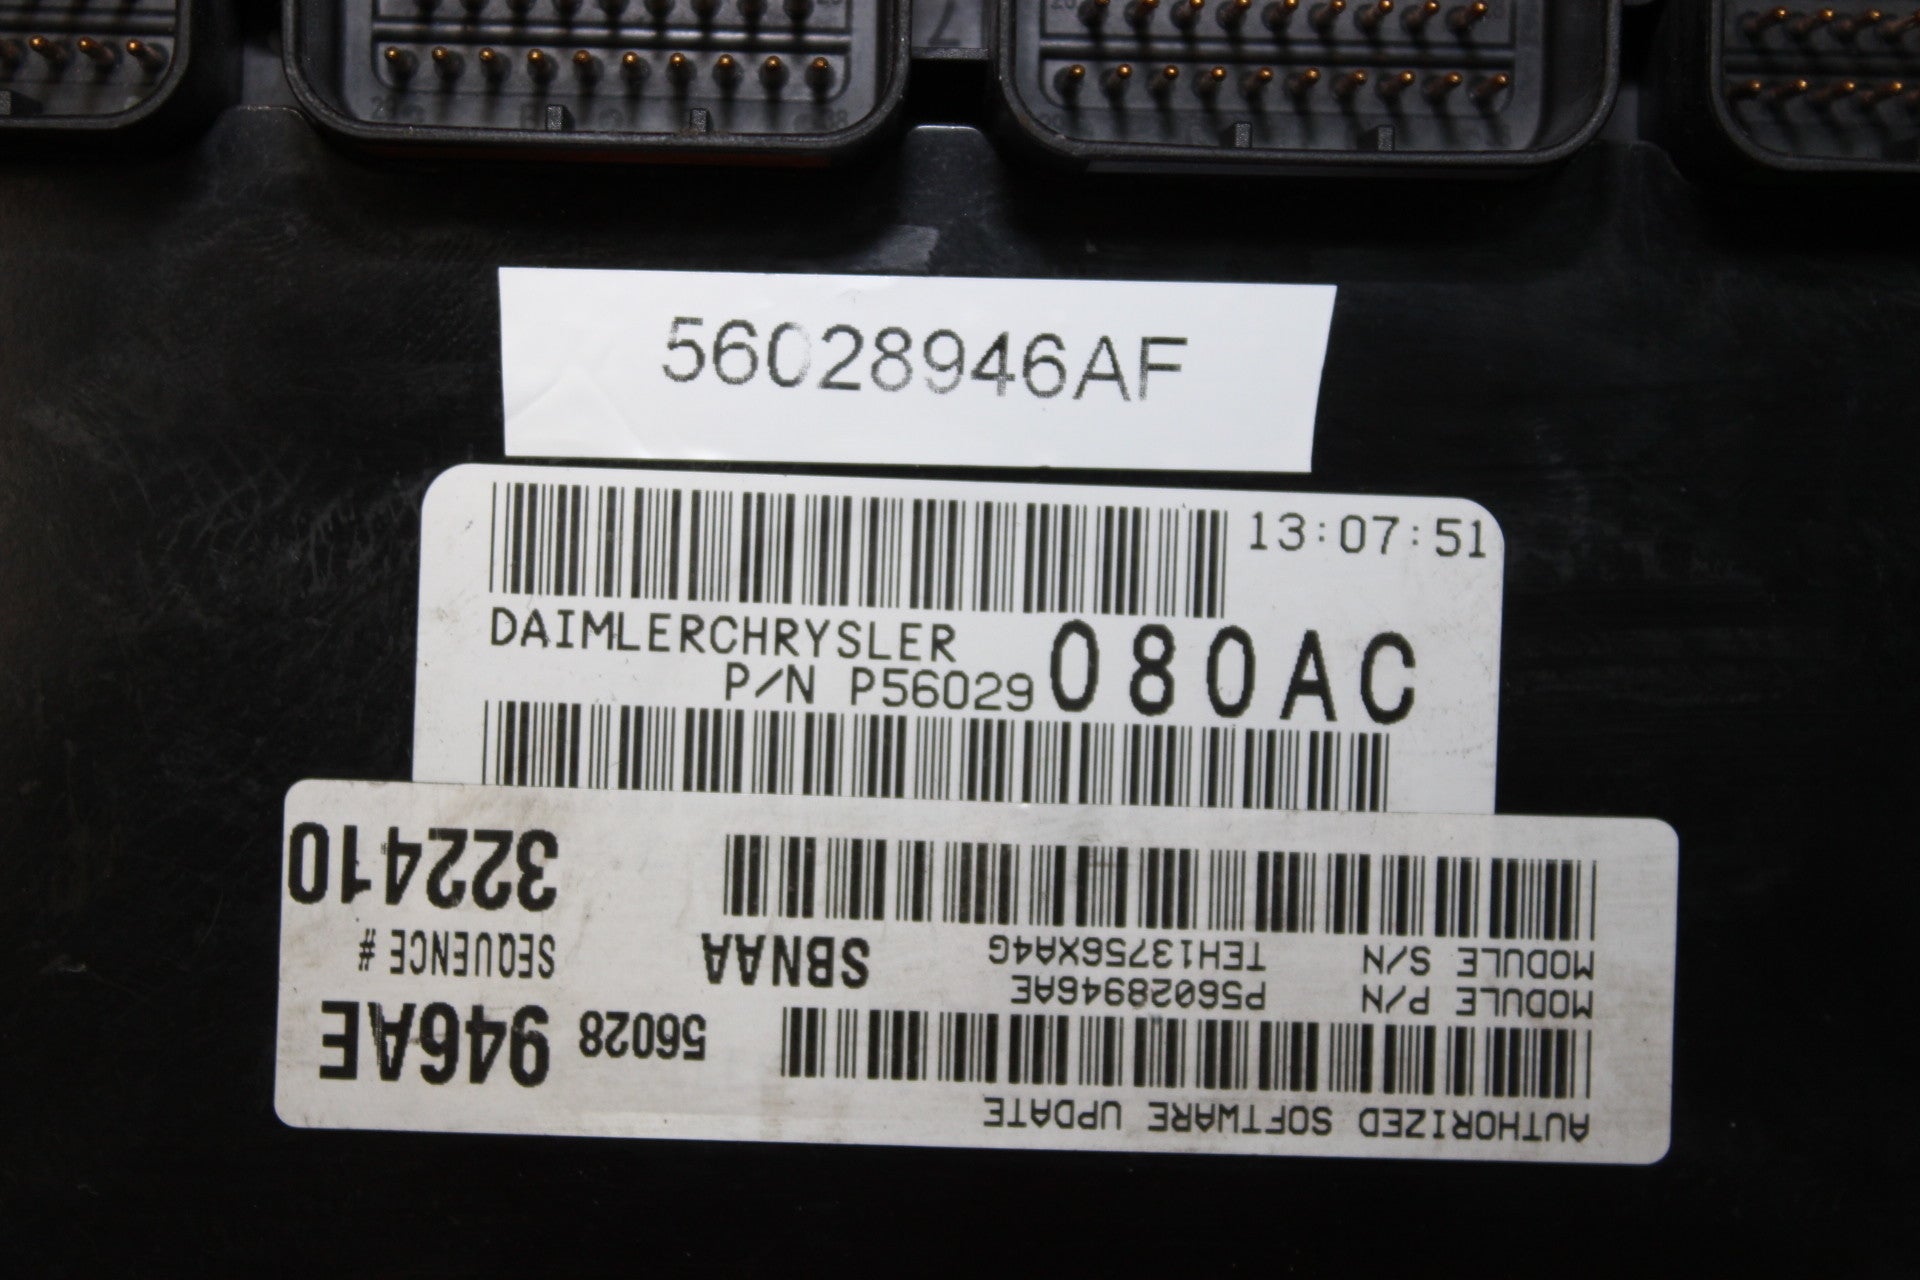 56028946AF
13:07:51
DAIMLERCHRYSLER
P/N P56029 080AC
AUTHORIZED SOFTWARE UPDATE
56028 946AE
MODULE P/N P56028946AE
MODULE S/N TEH13756XA4G
SBNAA
SEQUENCE #
322410